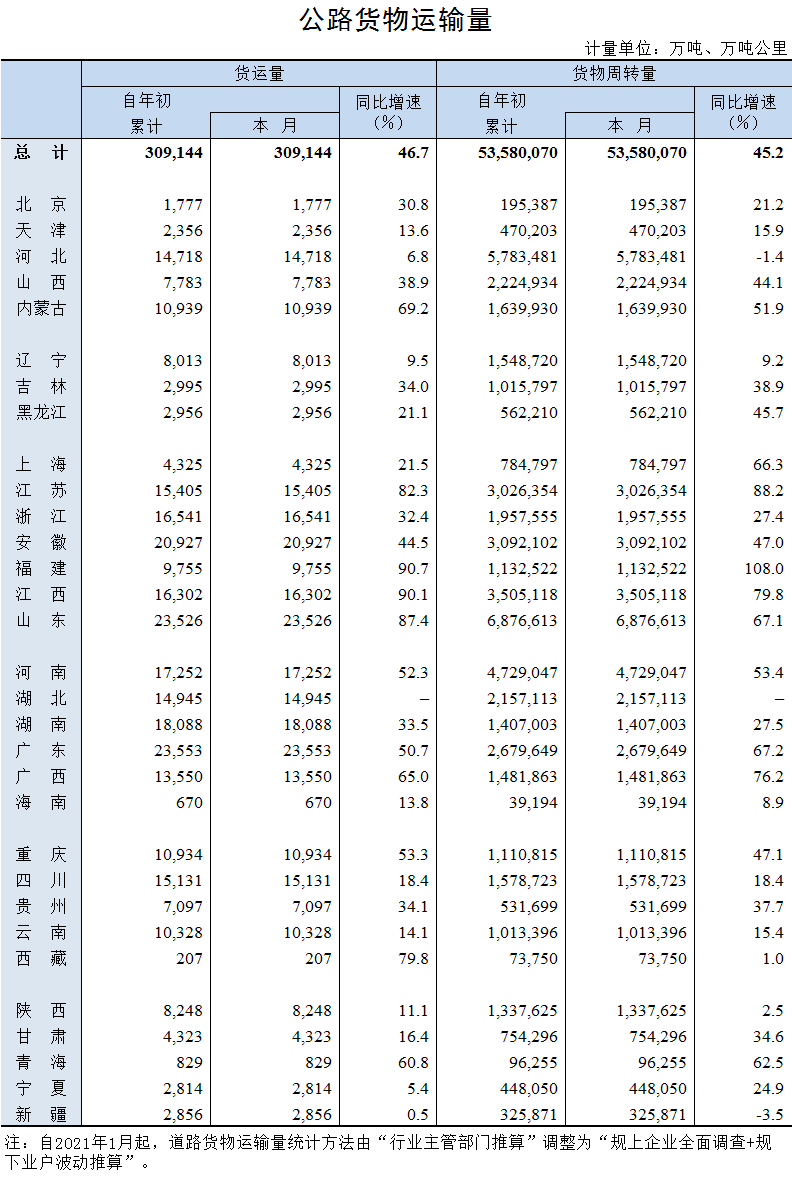 公路货物运输量
计量单位：万吨、万吨公里
货运量 货物周转量
自年初 同比增速 自年初 同比增速
累计 本 月 （%） 累计 本 月 （%）
总 计 309,144 309,144 46.7 53,580,070 53,580,070 45.2
北 京 1,777 1,777 30.8 195,387 195,387 21.2
天 津 2,356 2,356 13.6 470,203 470,203 15.9
河 北 14,718 14,718 6.8 5,783,481 5,783,481 -1.4
山 西 7,783 7,783 38.9 2,224,934 2,224,934 44.1
内蒙古 10,939 10,939 69.2 1,639,930 1,639,930 51.9
辽 宁 8,013 8,013 9.5 1,548,720 1,548,720 9.2
吉 林 2,995 2,995 34.0 1,015,797 1,015,797 38.9
黑龙江 2,956 2,956 21.1 562,210 562,210 45.7
上 海 4,325 4,325 21.5 784,797 784,797 66.3
江 苏 15,405 15,405 82.3 3,026,354 3,026,354 88.2
浙 江 16,541 16,541 32.4 1,957,555 1,957,555 27.4
安 徽 20,927 20,927 44.5 3,092,102 3,092,102 47.0
福 建 9,755 9,755 90.7 1,132,522 1,132,522 108.0
江 西 16,302 16,302 90.1 3,505,118 3,505,118 79.8
山 东 23,526 23,526 87.4 6,876,613 6,876,613 67.1
河 南 17,252 17,252 52.3 4,729,047 4,729,047 53.4
湖 北 14,945 14,945 – 2,157,113 2,157,113 –
湖 南 18,088 18,088 33.5 1,407,003 1,407,003 27.5
广 东 23,553 23,553 50.7 2,679,649 2,679,649 67.2
广 西 13,550 13,550 65.0 1,481,863 1,481,863 76.2
海 南 670 670 13.8 39,194 39,194 8.9
重 庆 10,934 10,934 53.3 1,110,815 1,110,815 47.1
四 川 15,131 15,131 18.4 1,578,723 1,578,723 18.4
贵 州 7,097 7,097 34.1 531,699 531,699 37.7
云 南 10,328 10,328 14.1 1,013,396 1,013,396 15.4
西 藏 207 207 79.8 73,750 73,750 1.0
陕 西 8,248 8,248 11.1 1,337,625 1,337,625 2.5
甘 肃 4,323 4,323 16.4 754,296 754,296 34.6
青 海 829 829 60.8 96,255 96,255 62.5
宁 夏 2,814 2,814 5.4 448,050 448,050 24.9
新 疆 2,856 2,856 0.5 325,871 325,871 -3.5
注：自2021年1月起，道路货物运输量统计方法由“行业主管部门推算”调整为“规上企业全面调查+规
下业户波动推算”。